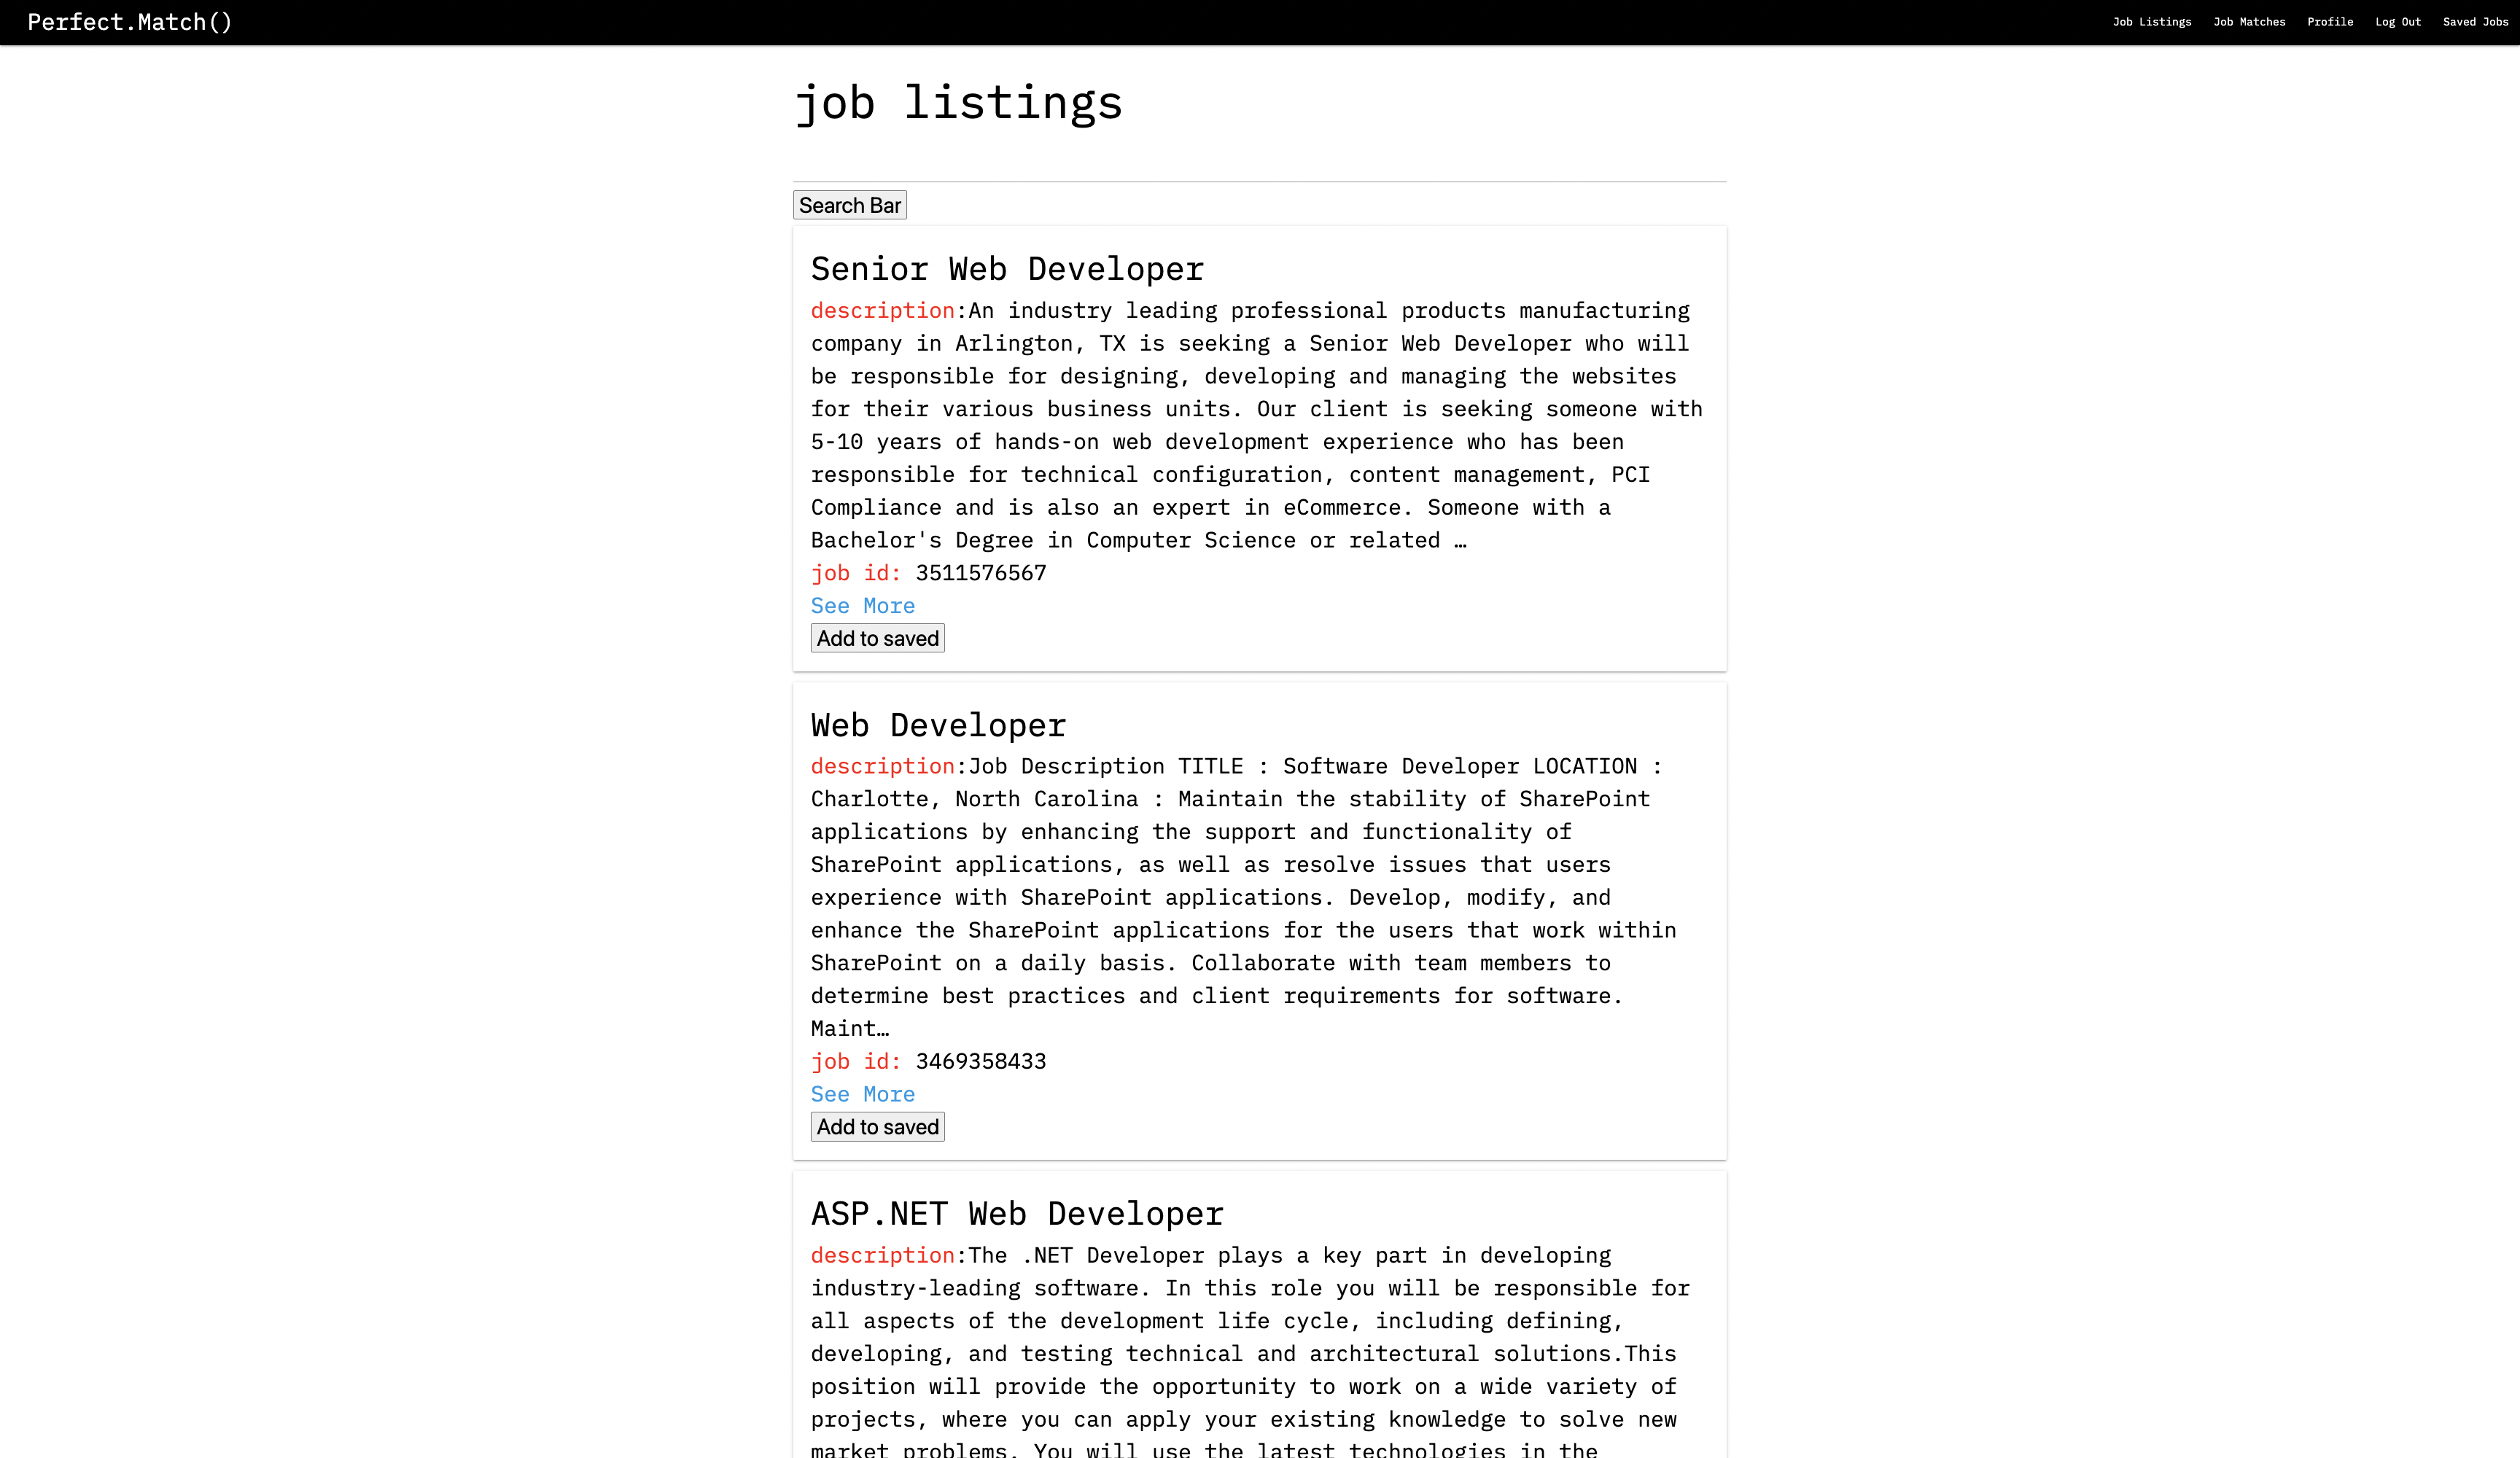 Perfect.Match()
Job Listings Job Matches Profile Log Out Saved Jobs
job listings
Search Bar
Senior Web Developer
description:An industry leading professional products manufacturing
company in Arlington, TX is seeking a Senior Web Developer who will
be responsible for designing, developing and managing the websites
for their various business units. Our client is seeking someone with
5-10 years of hands-on web development experience who has been
responsible for technical configuration, content management, PCI
Compliance and is also an expert in eCommerce. Someone with a
Bachelor's Degree in Computer Science or related …
job id: 3511576567
See More
Add to saved
Web Developer
description:Job Description TITLE : Software Developer LOCATION :
Charlotte, North Carolina : Maintain the stability of SharePoint
applications by enhancing the support and functionality of
SharePoint applications, as well as resolve issues that users
experience with SharePoint applications. Develop, modify, and
enhance the SharePoint applications for the users that work within
SharePoint on a daily basis. Collaborate with team members to
determine best practices and client requirements for software.
Maint…
job id: 3469358433
See More
Add to saved
ASP.NET Web Developer
description:The .NET Developer plays a key part in developing
industry-leading software. In this role you will be responsible for
all aspects of the development life cycle, including defining,
developing, and testing technical and architectural solutions.This
position will provide the opportunity to work on a wide variety of
projects, where you can apply your existing knowledge to solve new
market problems. You will use the latest technologies in the